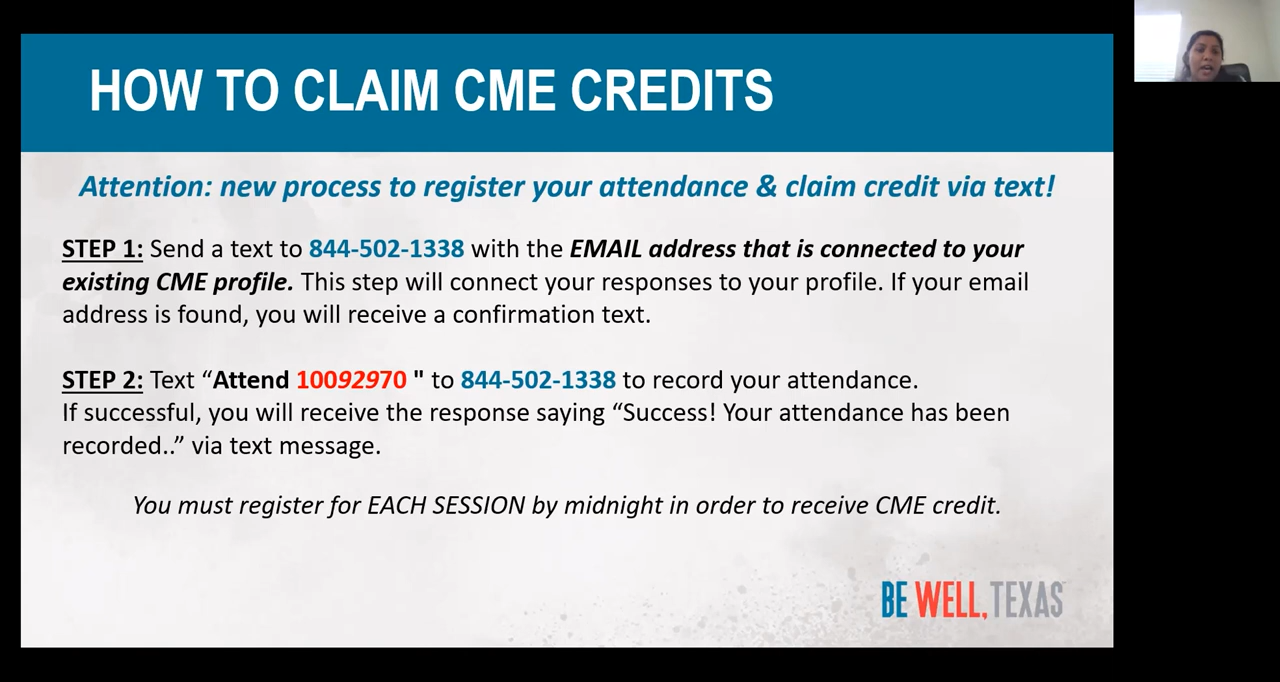 HOW TO CLAIM CME CREDITS
Attention: new process to register your attendance & claim credit via text!
STEP 1: Send a text to 844-502-1338 with the EMAIL address that is connected to your
existing CME profile. This step will connect your responses to your profile. If your email
address is found, you will receive a confirmation text.
STEP 2: Text “Attend 10092970 " to 844-502-1338 to record your attendance.
If successful, you will receive the response saying “Success! Your attendance has been
recorded..” via text message.
You must register for EACH SESSION by midnight in order to receive CME credit.
BE WELL, TEXAS